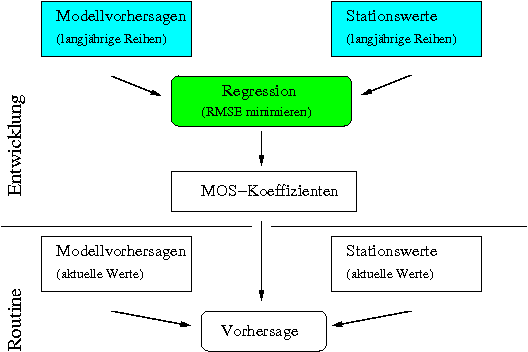 Modellvorhersagen
(langjährige Reihen)
Stationswerte
(langjährige Reihen)
Regression
(RMSE minimieren)
Entwicklung
MOS−Koeffizienten
Modellvorhersagen
(aktuelle Werte)
Stationswerte
(aktuelle Werte)
Routine
Vorhersage